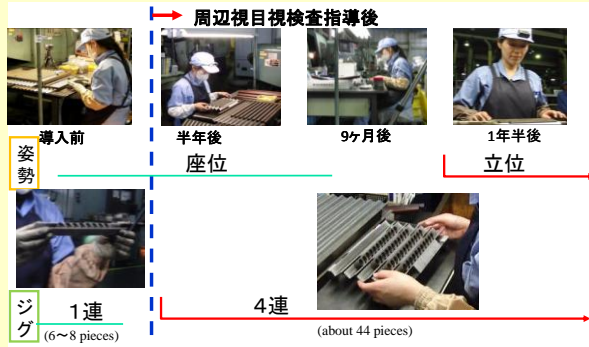 周辺視目視検査指導後
導入前
半年後
9ヶ月後
1年半後
姿勢
座位
立位
ジグ
1連
(6～8 pieces)
4連
(about 44 pieces)